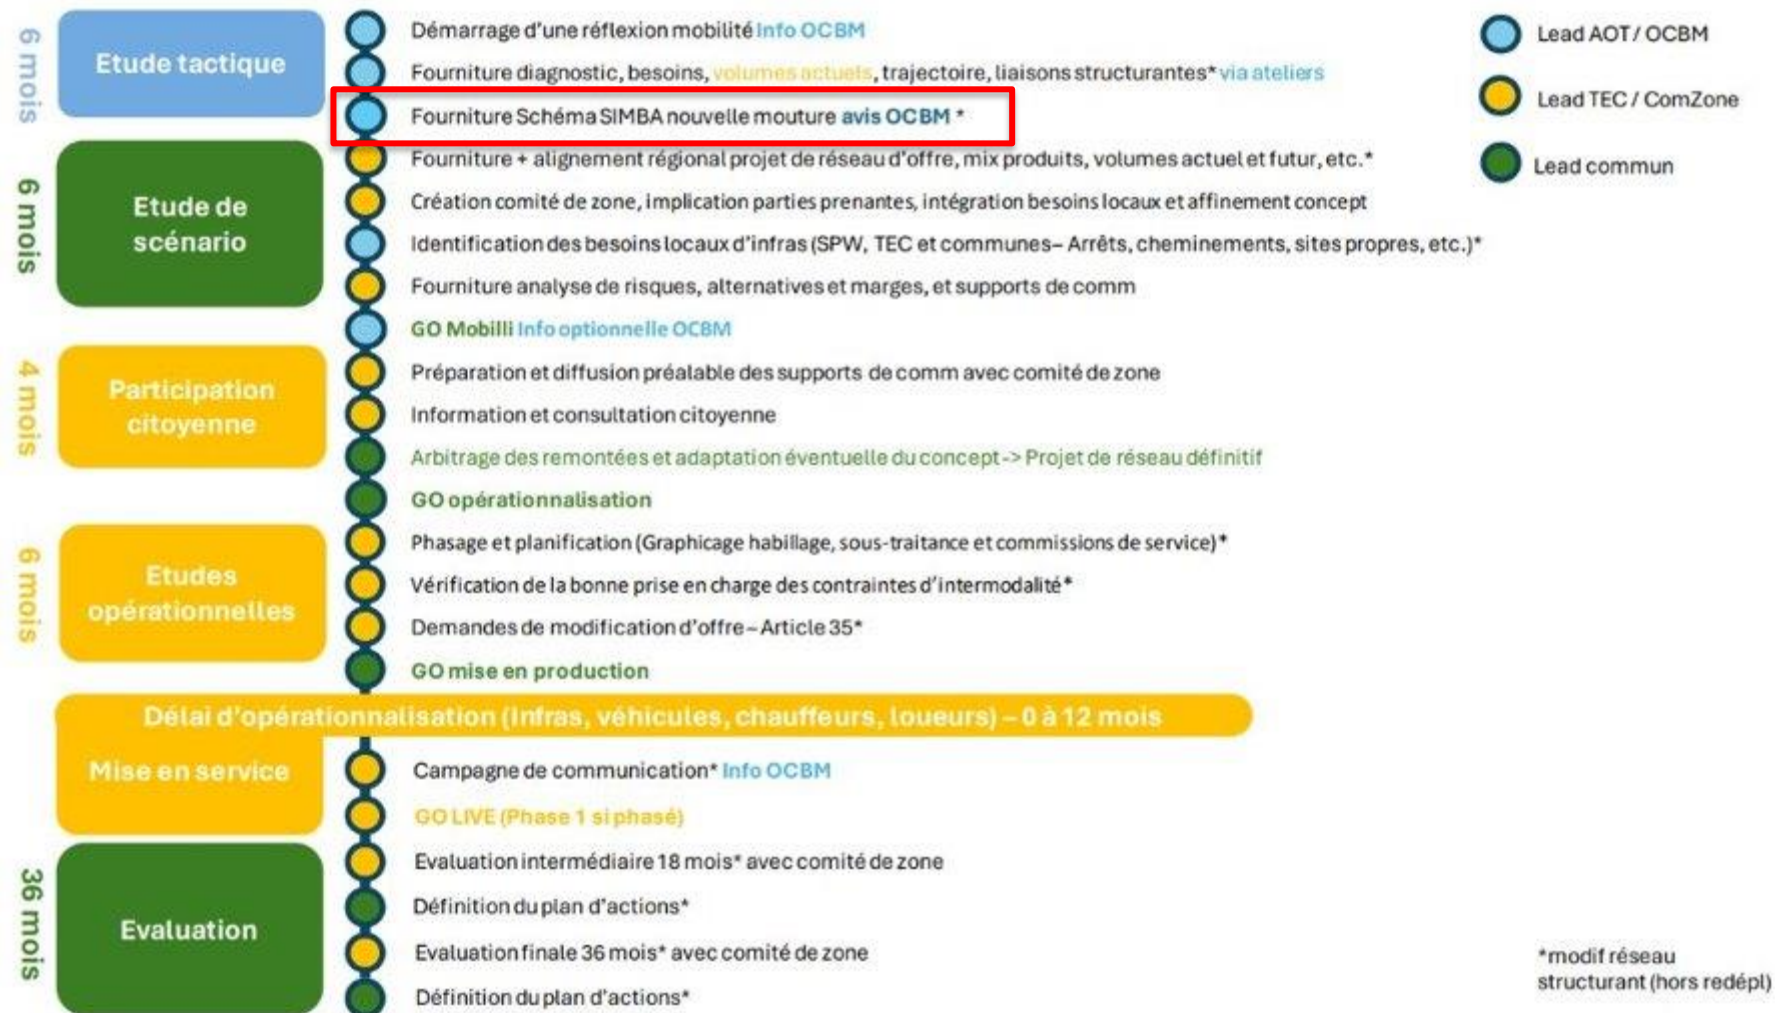 6 mois
Etude tactique
Démarrage d'une réflexion mobilité Info OCBM
Fourniture diagnostic, besoins, volumes actuels, trajectoire, liaisons structurantes* via ateliers
Fourniture Schéma SIMBA nouvelle mouture avis OCBM *
Lead AOT / OCBM
Lead TEC / ComZone
Lead commun
6 mois
Etude de
scénario
Fourniture + alignement régional projet de réseau d'offre, mix produits, volumes actuel et futur, etc.*
Création comité de zone, implication parties prenantes, intégration besoins locaux et affinement concept
Identification des besoins locaux d'infras (SPW, TEC et communes– Arrêts, cheminements, sites propres, etc.)*
Fourniture analyse de risques, alternatives et marges, et supports de comm
GO Mobilli Info optionnelle OCBM
4 mois
Participation
citoyenne
Préparation et diffusion préalable des supports de comm avec comité de zone
Information et consultation citoyenne
Arbitrage des remontées et adaptation éventuelle du concept -> Projet de réseau définitif
GO opérationnalisation
6 mois
Etudes
opérationnelles
Phasage et planification (Graphicage habillage, sous-traitance et commissions de service)*
Vérification de la bonne prise en charge des contraintes d'intermodalité*
Demandes de modification d'offre – Article 35*
GO mise en production
Délai d'opérationnalisation (Infras, véhicules, chauffeurs, loueurs) – 0 à 12 mois
Mise en service
Campagne de communication* Info OCBM
GO LIVE (Phase 1 si phasé)
36 mois
Evaluation
Evaluation intermédiaire 18 mois* avec comité de zone
Définition du plan d'actions*
Evaluation finale 36 mois* avec comité de zone
Définition du plan d'actions*
*modif réseau
structurant (hors redépl)